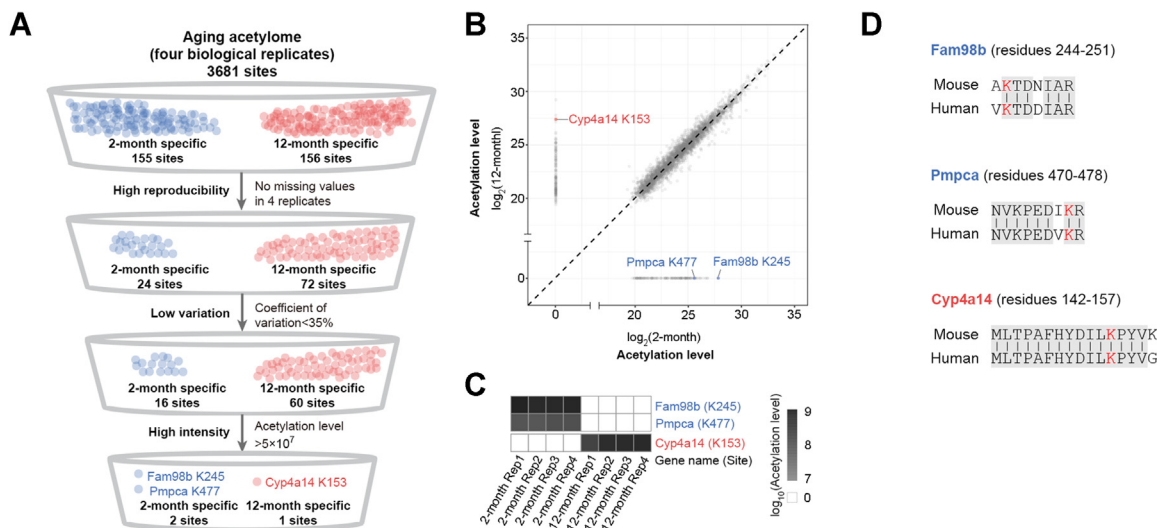 A
Aging acetylome
(four biological replicates)
3681 sites
2-month specific
155 sites
12-month specific
156 sites
High reproducibility
No missing values
in 4 replicates
2-month specific
24 sites
12-month specific
72 sites
Low variation
Coefficient of
variation<35%
2-month specific
16 sites
12-month specific
60 sites
High intensity
Acetylation level
>5×10⁷
Fam98b K245
Pmpca K477
Cyp4a14 K153
2-month specific
2 sites
12-month specific
1 sites
B
Acetylation level
log₂(12-monthl)
35
30
25
20
0
Cyp4a14 K153
Pmpca K477
Fam98b K245
0
20
25
30
35
log₂(2-month)
Acetylation level
C
Fam98b (K245)
Pmpca (K477)
Cyp4a14 (K153)
Gene name (Site)
2-month Rep1
2-month Rep2
2-month Rep3
2-month Rep4
12-month Rep1
12-month Rep2
12-month Rep3
12-month Rep4
log₁₀(Acetylation level)
9
8
7
0
D
Fam98b (residues 244-251)
Mouse AKTDNIAR
Human VKTDDIAR
Pmpca (residues 470-478)
Mouse NVKPEDIKR
Human NVKPEDVKR
Cyp4a14 (residues 142-157)
Mouse MLTPAFHYDILKPYVK
Human MLTPAFHYDILKPYVG